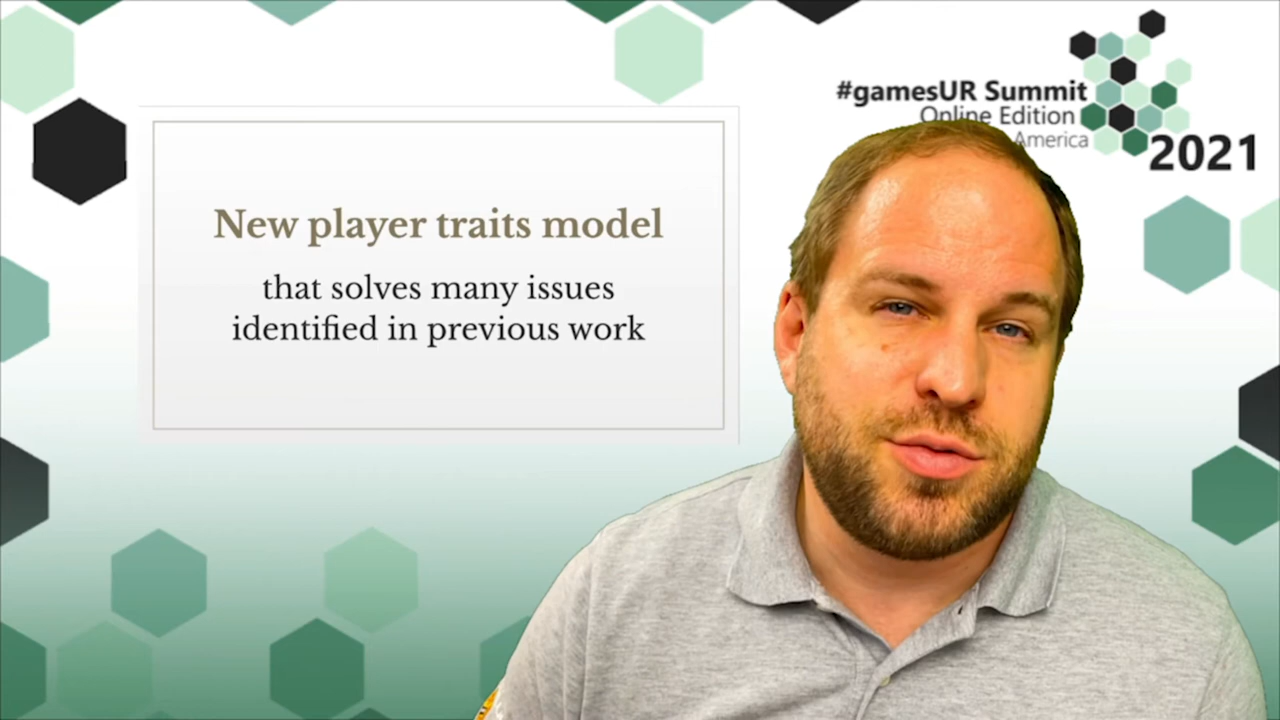 New player traits model
that solves many issues
identified in previous work
#gamesUR Summit
Online Edition
America
2021